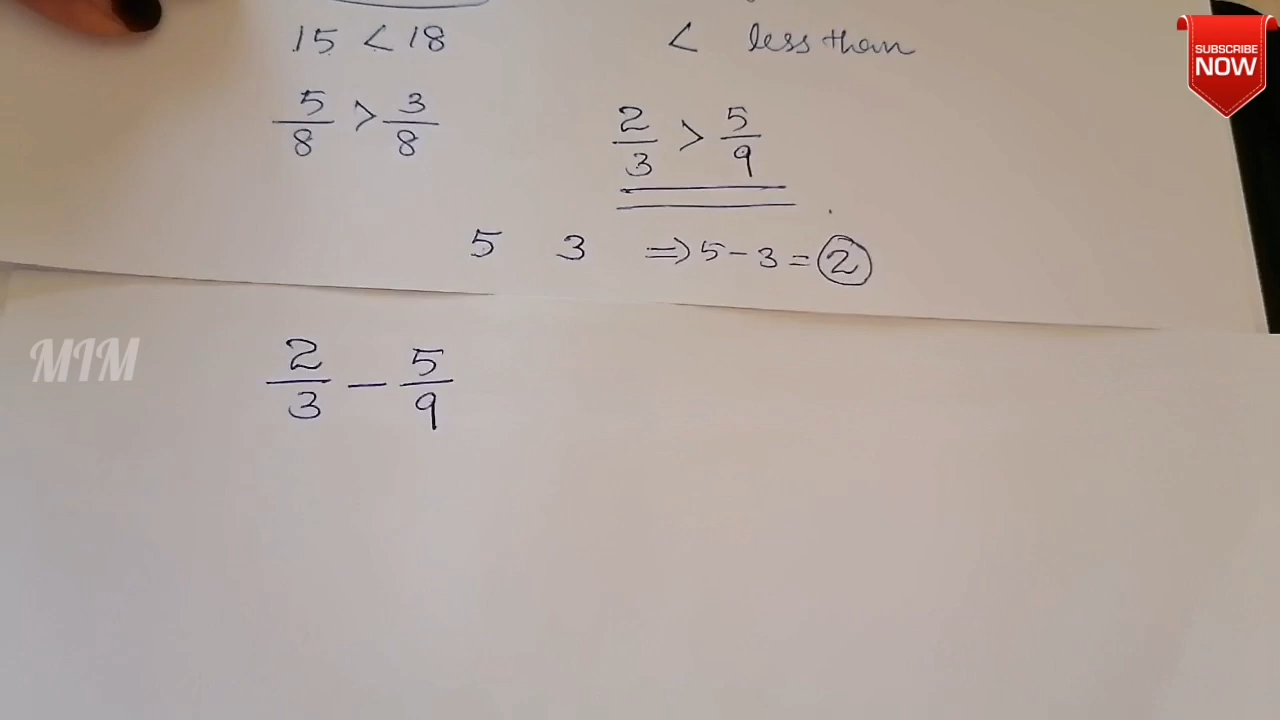 15 < 18
< less than
5/8 > 3/8
2/3 > 5/9
5 3 => 5 - 3 = 2
2/3 - 5/9
MIM
SUBSCRIBE
NOW